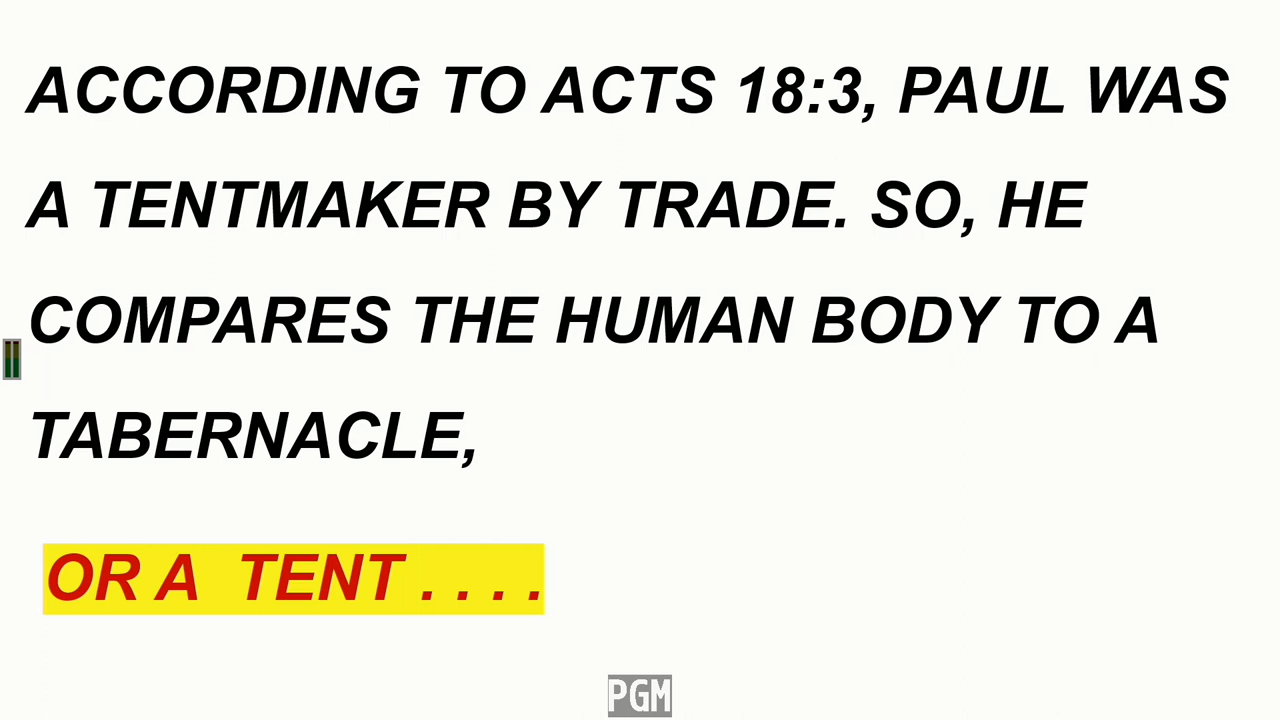 ACCORDING TO ACTS 18:3, PAUL WAS
A TENTMAKER BY TRADE. SO, HE
COMPARES THE HUMAN BODY TO A
TABERNACLE,
OR A  TENT . . . .
PGM